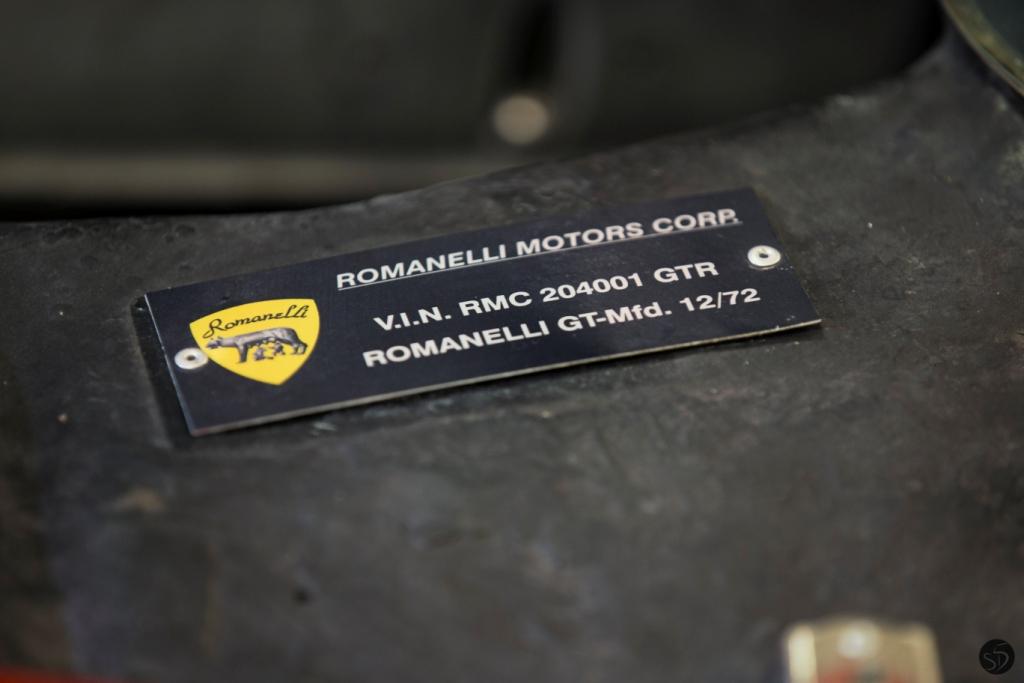 ROMANELLI MOTORS CORP.
Romanelli
V.I.N. RMC 204001 GTR
ROMANELLI GT-Mfd. 12/72